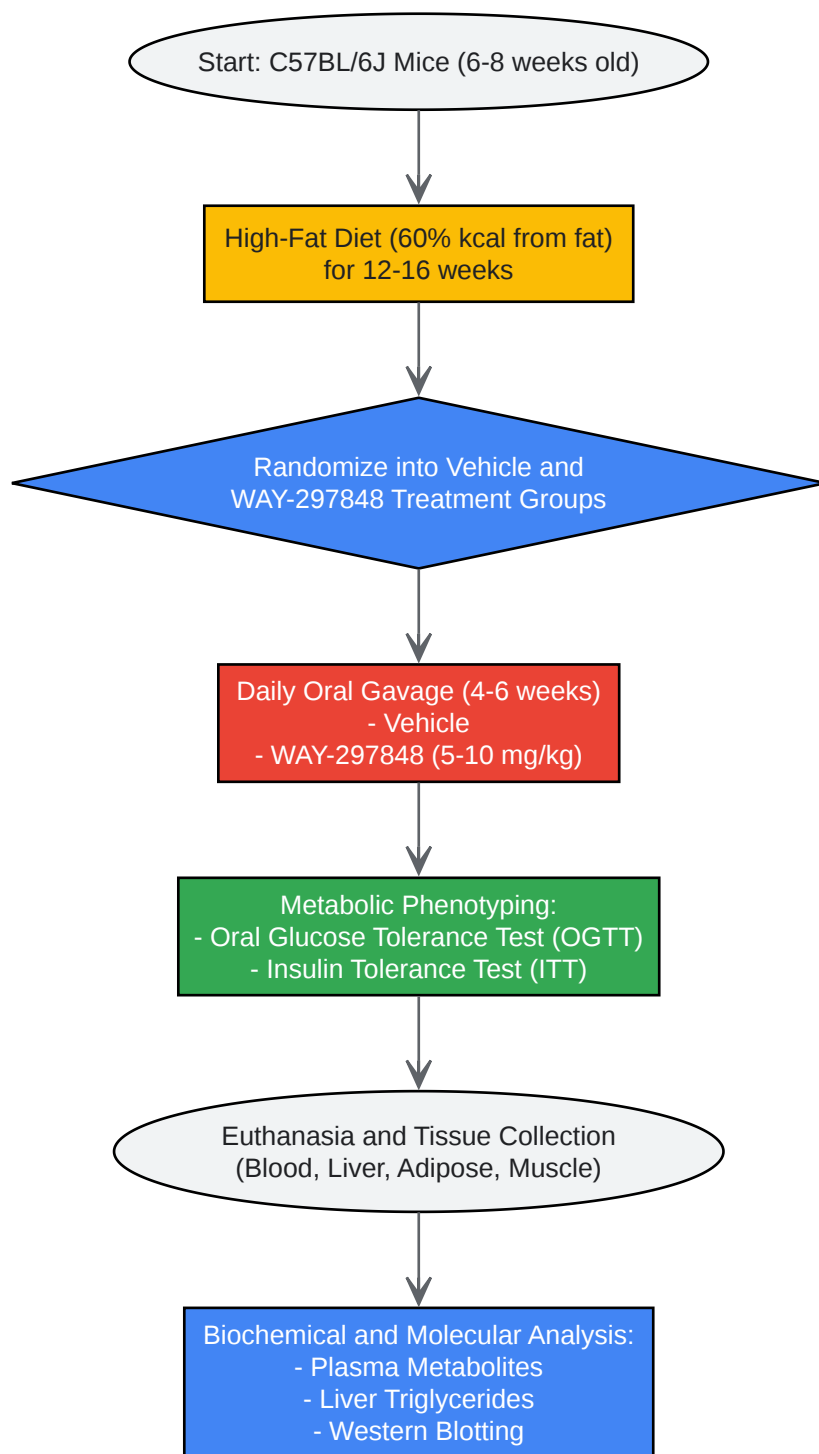 Start: C57BL/6J Mice (6-8 weeks old)
High-Fat Diet (60% kcal from fat)
for 12-16 weeks
Randomize into Vehicle and
WAY-297848 Treatment Groups
Daily Oral Gavage (4-6 weeks)
- Vehicle
- WAY-297848 (5-10 mg/kg)
Metabolic Phenotyping:
- Oral Glucose Tolerance Test (OGTT)
- Insulin Tolerance Test (ITT)
Euthanasia and Tissue Collection
(Blood, Liver, Adipose, Muscle)
Biochemical and Molecular Analysis:
- Plasma Metabolites
- Liver Triglycerides
- Western Blotting